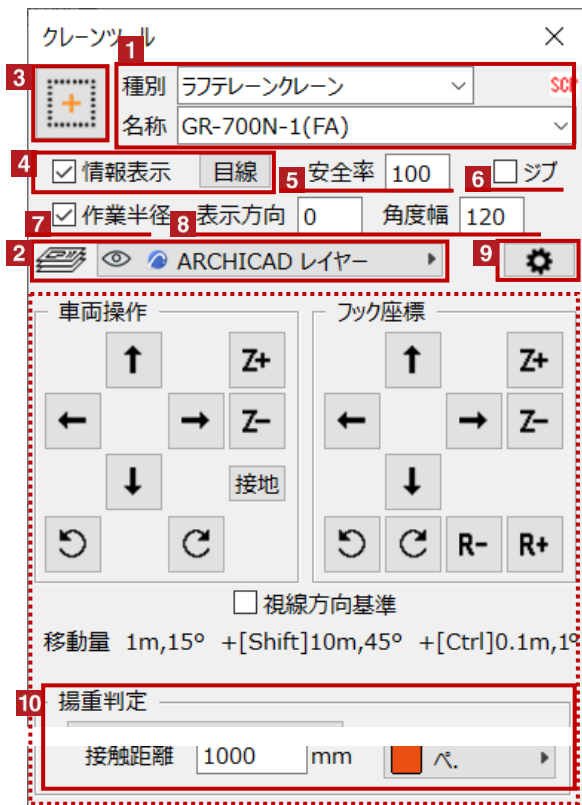 クレーンツール
1
3
種別 ラフテレーンクレーン
SCP
名称 GR-700N-1(FA)
4 情報表示 目線 5 安全率 100 6 ジブ
7 作業半径 8 表示方向 0 角度幅 120
2 ARCHICAD レイヤー 9
車両操作 フック座標
↑ Z+ ↑ Z+
← → Z- ← → Z-
↓ 接地 ↓
R- R+
視線方向基準
移動量 1m,15° +[Shift]10m,45° +[Ctrl]0.1m,1°
10 揚重判定
接触距離 1000 mm ペ.